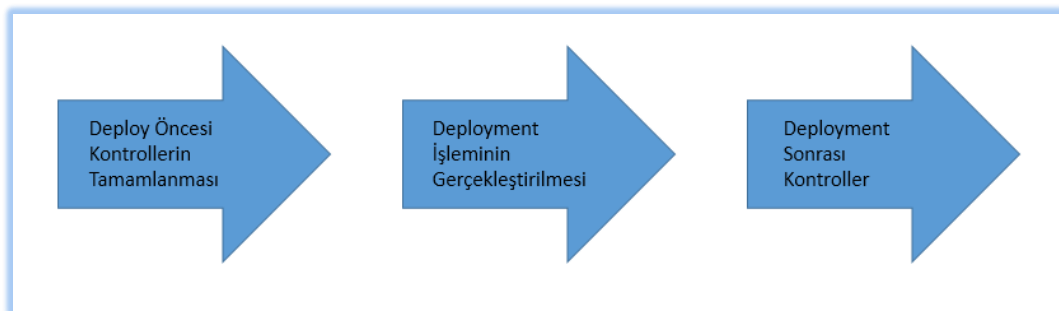 Deploy Öncesi
Kontrollerin
Tamamlanması
Deployment
İşleminin
Gerçekleştirilmesi
Deployment
Sonrası
Kontroller